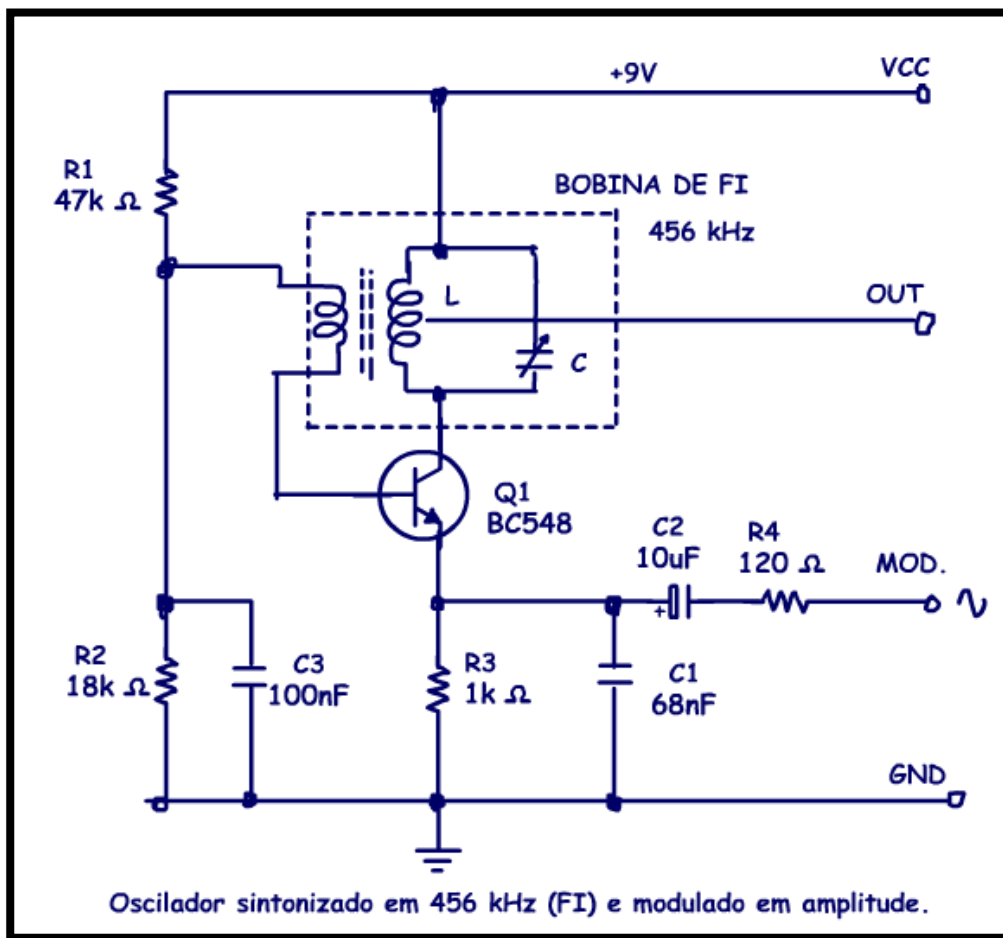 +9V
VCC
R1
47k Ω
BOBINA DE FI
456 kHz
L
OUT
C
Q1
BC548
C2
10uF
R4
120 Ω
MOD.
+
R2
18k Ω
C3
100nF
R3
1k Ω
C1
68nF
GND
Oscilador sintonizado em 456 kHz (FI) e modulado em amplitude.